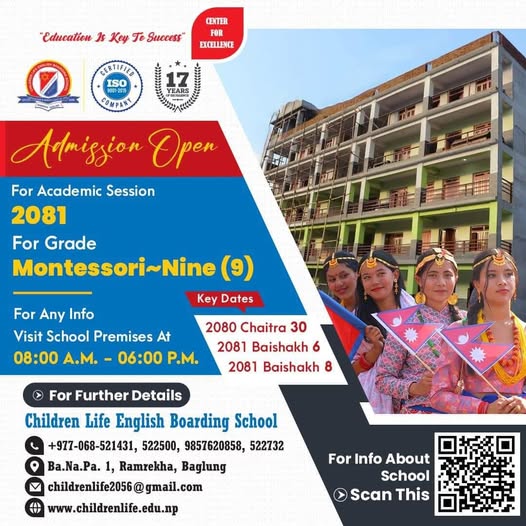 "Education Is Key To Success"
CENTER
FOR
EXCELLENCE
CERTIFIED
ISO
9001-2015
COMPANY
17
YEARS
Admission Open
For Academic Session
2081
For Grade
Montessori~Nine (9)
For Any Info
Visit School Premises At
08:00 A.M. - 06:00 P.M.
Key Dates
2080 Chaitra 30
2081 Baishakh 6
2081 Baishakh 8
For Further Details
Children Life English Boarding School
+977-068-521431, 522500, 9857620858, 522732
Ba.Na.Pa. 1, Ramrekha, Baglung
childrenlife2056@gmail.com
www.childrenlife.edu.np
For Info About
School
Scan This